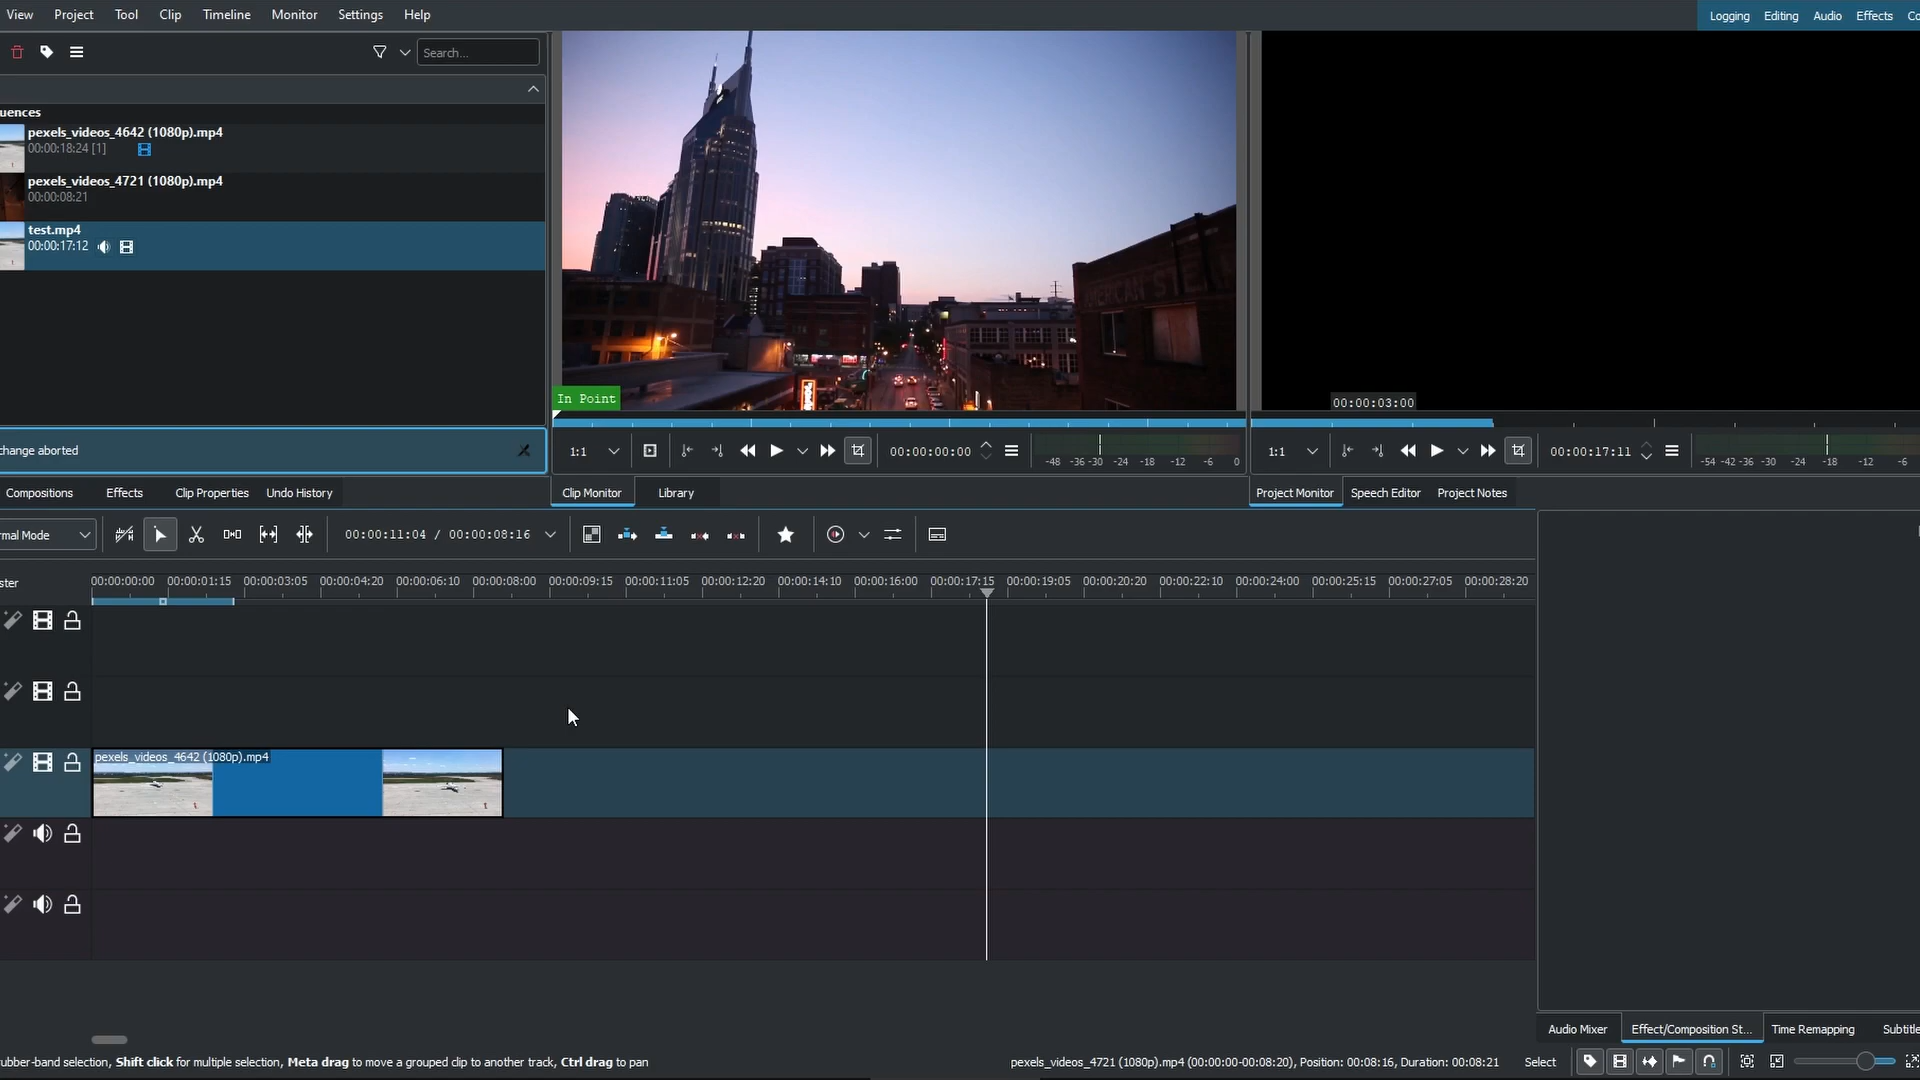 View Project Tool Clip Timeline Monitor Settings Help
Logging Editing Audio Effects Co
Search...
uences
pexels_videos_4642 (1080p).mp4
00:00:18:24 [1]
pexels_videos_4721 (1080p).mp4
00:00:08:21
test.mp4
00:00:17:12
AMERICAN STE
In Point
00:00:03:00
change aborted
1:1
00:00:00:00
-48 -36 -30 -24 -18 -12 -6 0
1:1
00:00:17:11
-54 -42 -36 -30 -24 -18 -12 -6
Compositions Effects Clip Properties Undo History
Clip Monitor Library
Project Monitor Speech Editor Project Notes
rmal Mode
00:00:11:04 / 00:00:08:16
ster
00:00:00:00 00:00:01:15 00:00:03:05 00:00:04:20 00:00:06:10 00:00:08:00 00:00:09:15 00:00:11:05 00:00:12:20 00:00:14:10 00:00:16:00 00:00:17:15 00:00:19:05 00:00:20:20 00:00:22:10 00:00:24:00 00:00:25:15 00:00:27:05 00:00:28:20
pexels_videos_4642 (1080p).mp4
Audio Mixer Effect/Composition St... Time Remapping Subtitle
ubber-band selection, Shift click for multiple selection, Meta drag to move a grouped clip to another track, Ctrl drag to pan
pexels_videos_4721 (1080p).mp4 (00:00:00-00:08:20), Position: 00:08:16, Duration: 00:08:21
Select